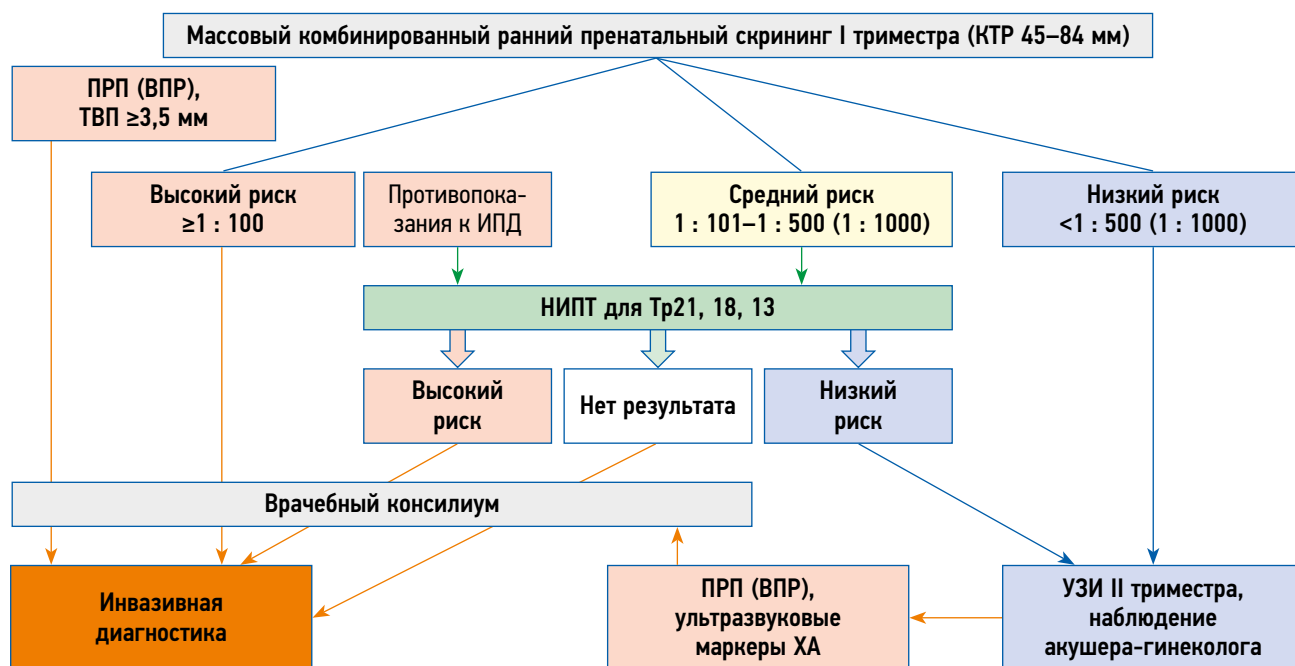 Массовый комбинированный ранний пренатальный скрининг I триместра (КТР 45–84 мм)
ПРП (ВПР),
ТВП ≥3,5 мм
Высокий риск
≥1 : 100
Противопока-
зания к ИПД
Средний риск
1 : 101–1 : 500 (1 : 1000)
Низкий риск
<1 : 500 (1 : 1000)
НИПТ для Тр21, 18, 13
Высокий
риск
Нет результата
Низкий
риск
Врачебный консилиум
Инвазивная
диагностика
ПРП (ВПР),
ультразвуковые
маркеры ХА
УЗИ II триместра,
наблюдение
акушера-гинеколога